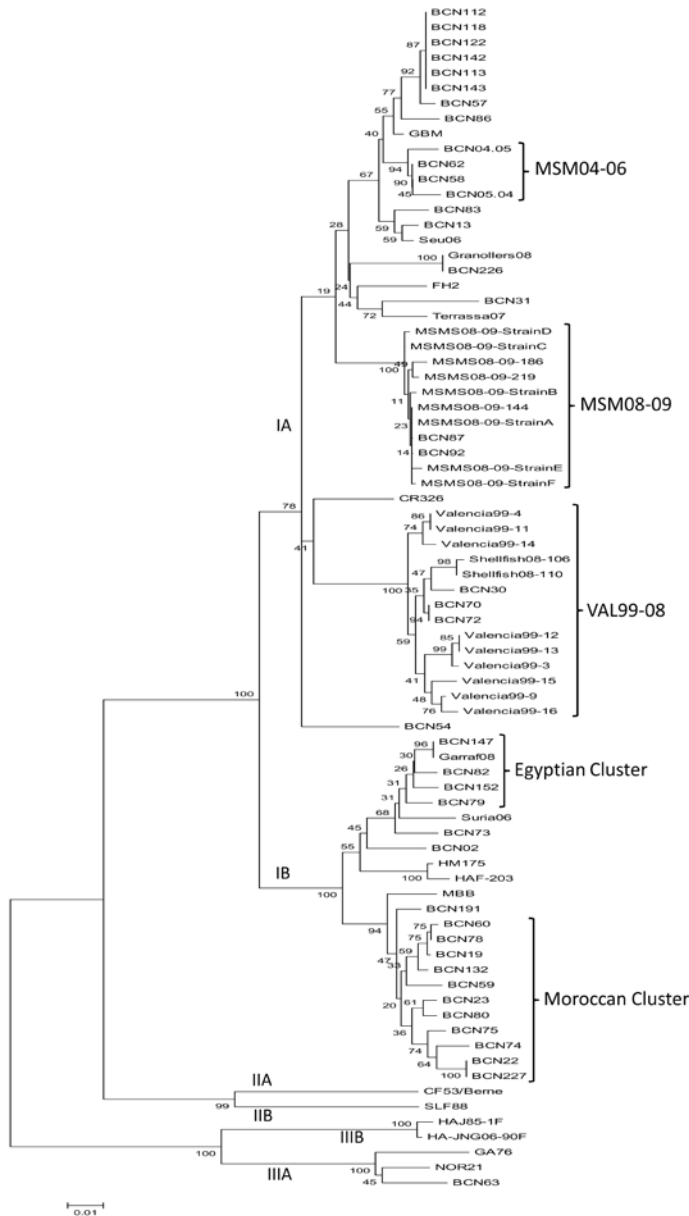 BCN112
BCN118
BCN122
BCN142
87
BCN113
BCN143
92
BCN57
77
BCN86
55
GBM
40
BCN04.05
BCN62
94
BCN58
90
MSM04-06
45
BCN05.04
67
BCN83
BCN13
59
Seu06
59
28
Granollers08
100
BCN226
24
FH2
44
BCN31
19
72
Terrassa07
MSMS08-09-StrainD
MSMS08-09-StrainC
49
MSMS08-09-186
100
MSMS08-09-219
MSMS08-09-StrainB
11
MSMS08-09-144
MSM08-09
MSMS08-09-StrainA
23
IA
BCN87
BCN92
14
MSMS08-09-StrainE
MSMS08-09-StrainF
CR326
78
Valencia99-4
86
74
Valencia99-11
Valencia99-14
41
Shellfish08-106
98
Shellfish08-110
47
BCN30
100
35
BCN70
94
BCN72
VAL99-08
Valencia99-12
85
59
Valencia99-13
99
Valencia99-3
41
Valencia99-15
Valencia99-9
48
Valencia99-16
76
100
BCN54
BCN147
96
Garraf08
30
BCN82
26
Egyptian Cluster
BCN152
31
BCN79
31
Suria06
68
BCN73
45
BCN02
55
HM175
IB
HAF-203
100
100
MBB
BCN191
94
BCN60
75
BCN78
75
BCN19
59
47
33
BCN132
BCN59
BCN23
20
61
BCN80
Moroccan Cluster
BCN75
36
BCN74
74
BCN22
64
BCN227
100
IIA
CF53/Berne
99
SLF88
IIB
HAJ85-1F
100
HA-JNG06-90F
IIIB
100
GA76
IIIA
NOR21
100
BCN63
45
0.01